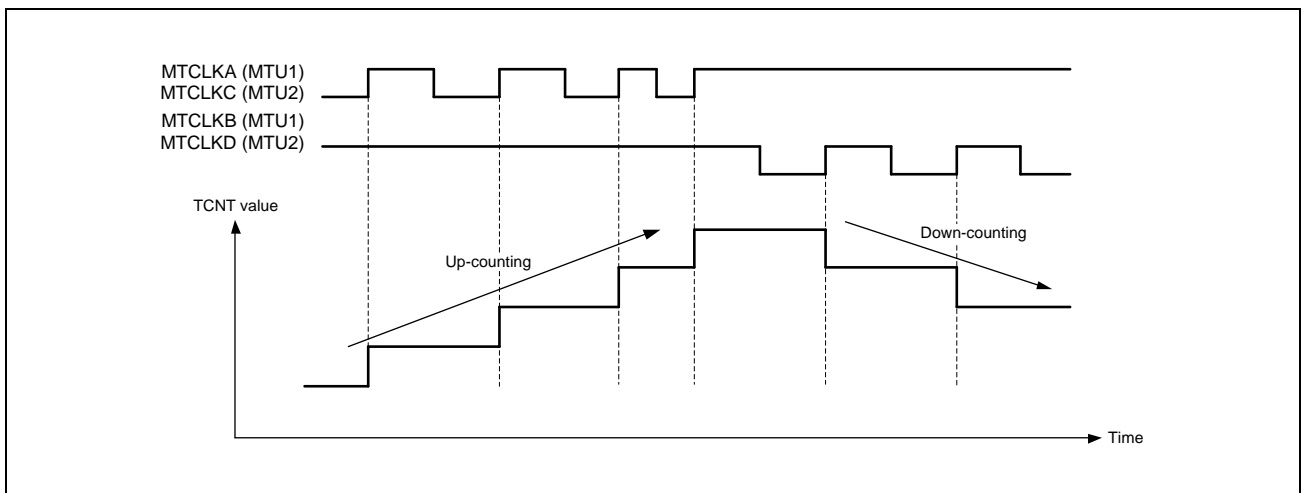 MTCLKA (MTU1)
MTCLKC (MTU2)
MTCLKB (MTU1)
MTCLKD (MTU2)
TCNT value
Up-counting
Down-counting
Time